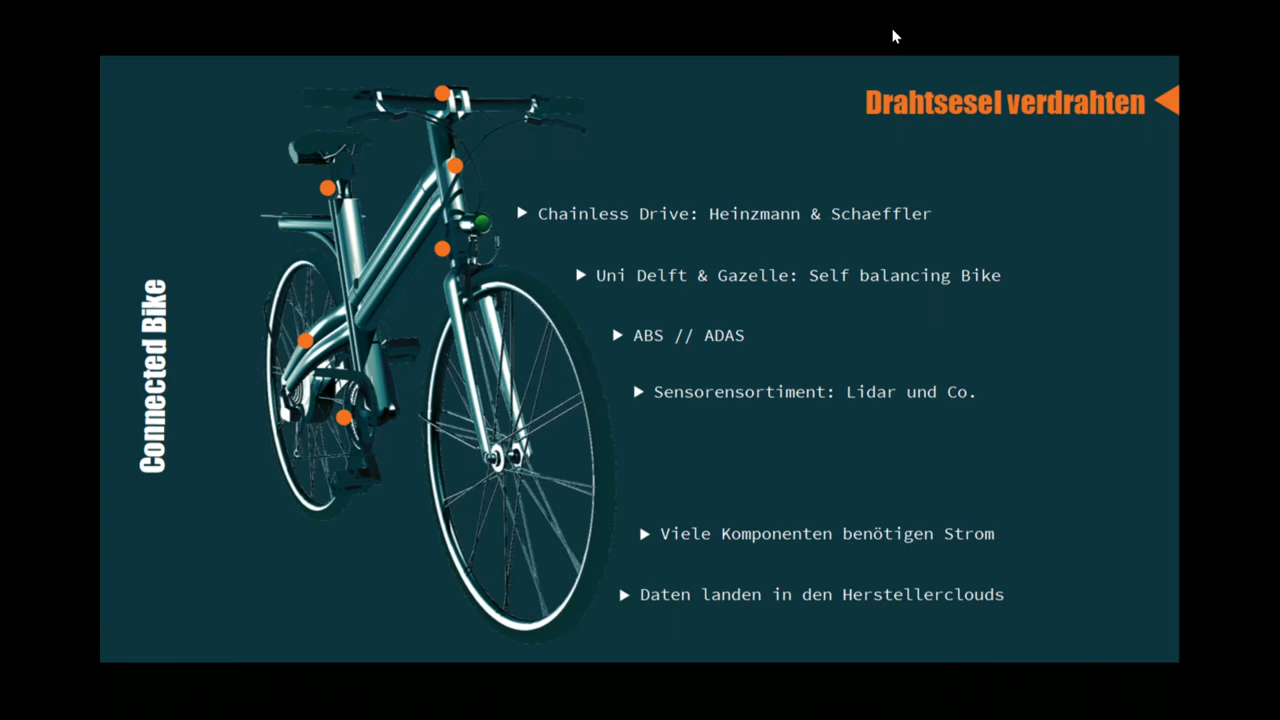 Drahtsesel verdrahten
Chainless Drive: Heinzmann & Schaeffler
Uni Delft & Gazelle: Self balancing Bike
ABS // ADAS
Sensorensortiment: Lidar und Co.
Viele Komponenten benötigen Strom
Daten landen in den Herstellerclouds
Connected Bike